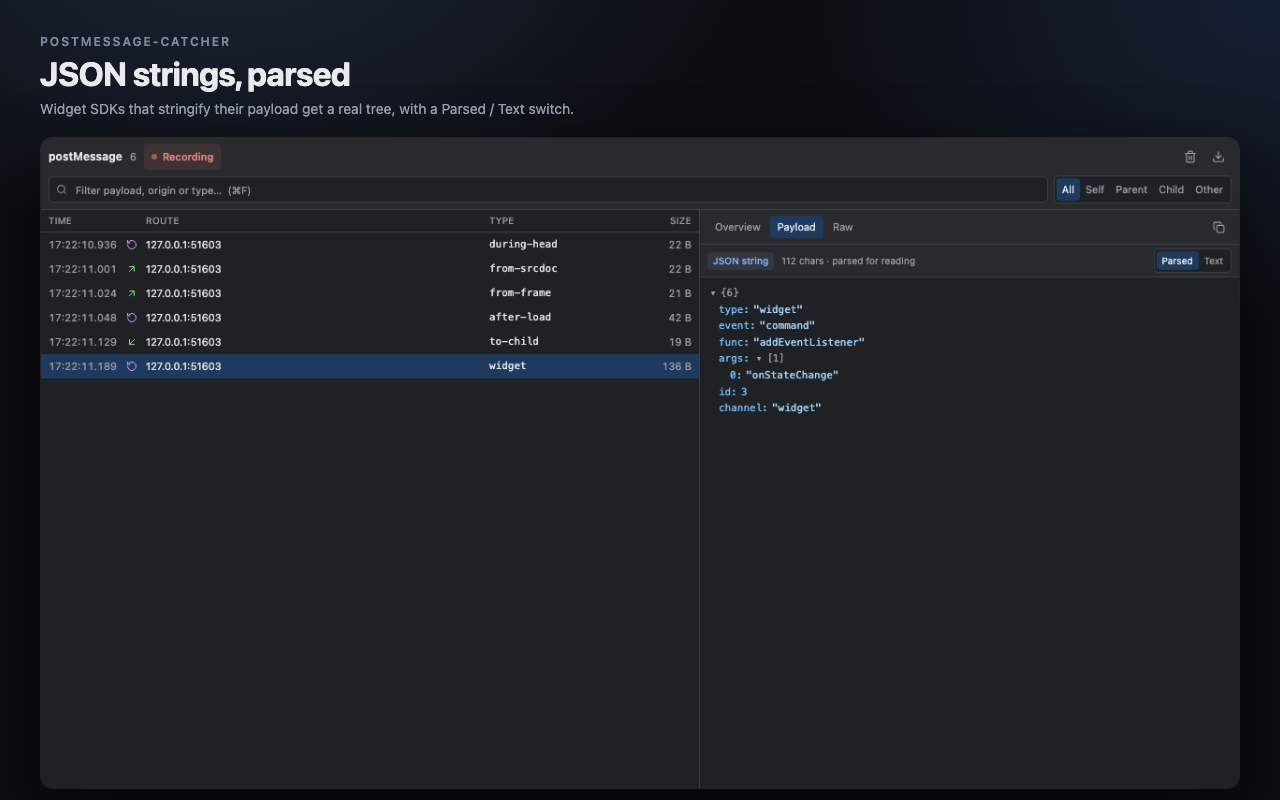 POSTMESSAGE-CATCHER
JSON strings, parsed
Widget SDKs that stringify their payload get a real tree, with a Parsed / Text switch.
postMessage 6 Recording
Filter payload, origin or type... (⌘F) All Self Parent Child Other
TIME ROUTE TYPE SIZE
17:22:10.936 127.0.0.1:51603 during-head 22 B
17:22:11.001 127.0.0.1:51603 from-srcdoc 22 B
17:22:11.024 127.0.0.1:51603 from-frame 21 B
17:22:11.048 127.0.0.1:51603 after-load 42 B
17:22:11.129 127.0.0.1:51603 to-child 19 B
17:22:11.189 127.0.0.1:51603 widget 136 B
Overview Payload Raw
JSON string 112 chars · parsed for reading Parsed Text
▾ {6}
type: "widget"
event: "command"
func: "addEventListener"
args: ▾ [1]
0: "onStateChange"
id: 3
channel: "widget"